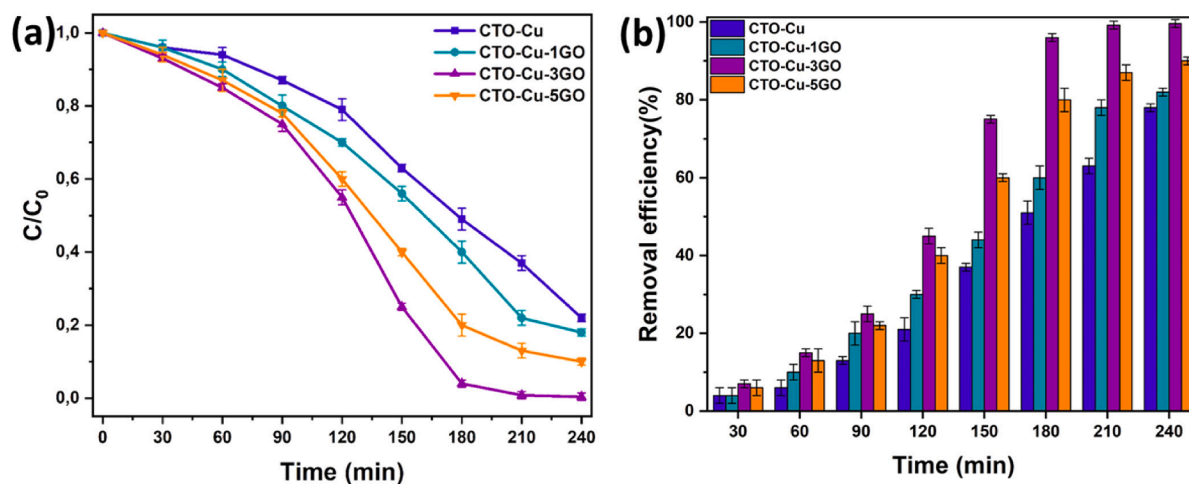 (a)
CTO-Cu
CTO-Cu-1GO
CTO-Cu-3GO
CTO-Cu-5GO
C/C0
1,0
0,8
0,6
0,4
0,2
0,0
0 30 60 90 120 150 180 210 240
Time (min)
(b)
CTO-Cu
CTO-Cu-1GO
CTO-Cu-3GO
CTO-Cu-5GO
Removal efficiency(%)
100
80
60
40
20
0
30 60 90 120 150 180 210 240
Time (min)